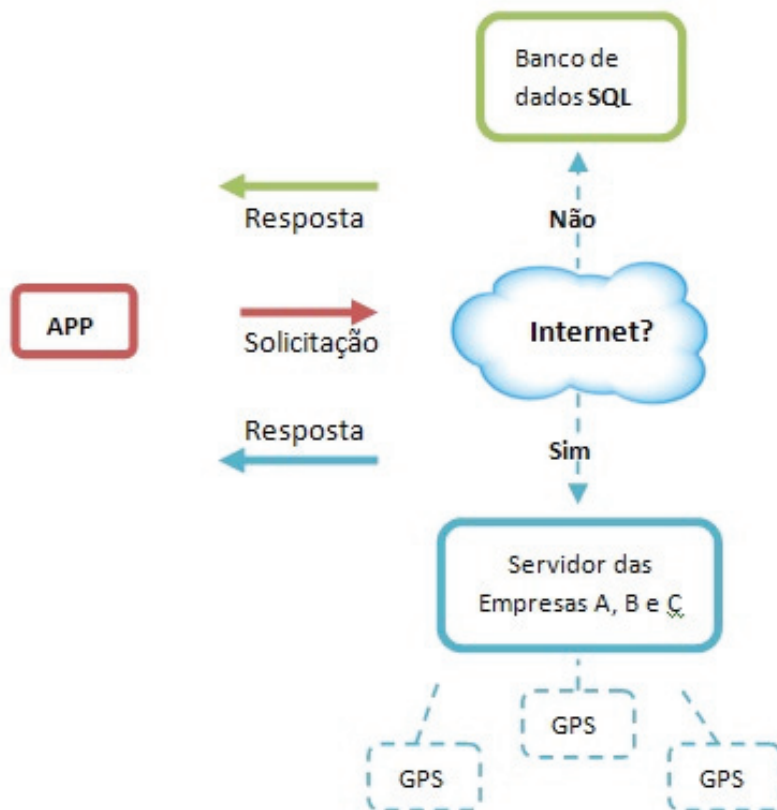 Banco de
dados SQL
Resposta
Não
APP
Solicitação
Internet?
Resposta
Sim
Servidor das
Empresas A, B e C
GPS
GPS
GPS